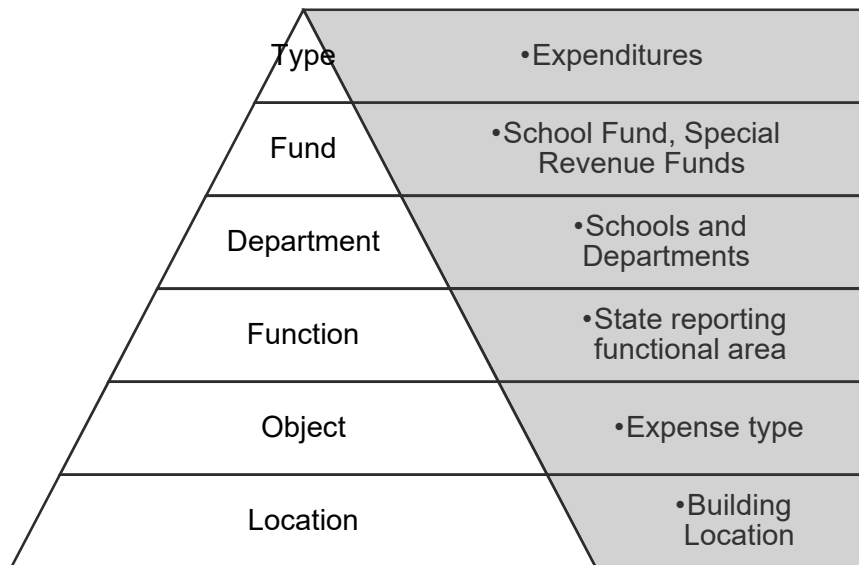 Type
•Expenditures
Fund
•School Fund, Special
Revenue Funds
Department
•Schools and
Departments
Function
•State reporting
functional area
Object
•Expense type
Location
•Building
Location